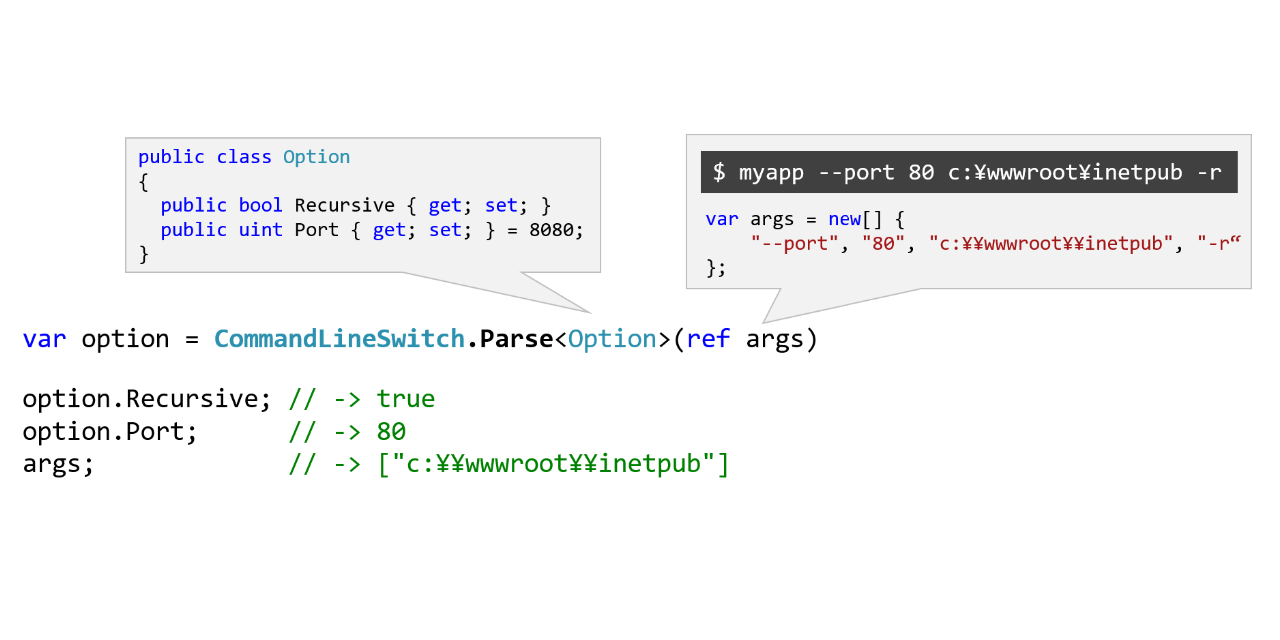 public class Option
{
  public bool Recursive { get; set; }
  public uint Port { get; set; } = 8080;
}
$ myapp --port 80 c:¥wwwroot¥inetpub -r
var args = new[] {
    "--port", "80", "c:¥¥wwwroot¥¥inetpub", "-r“
};
var option = CommandLineSwitch.Parse<Option>(ref args)
option.Recursive; // -> true
option.Port;      // -> 80
args;             // -> ["c:¥¥wwwroot¥¥inetpub"]